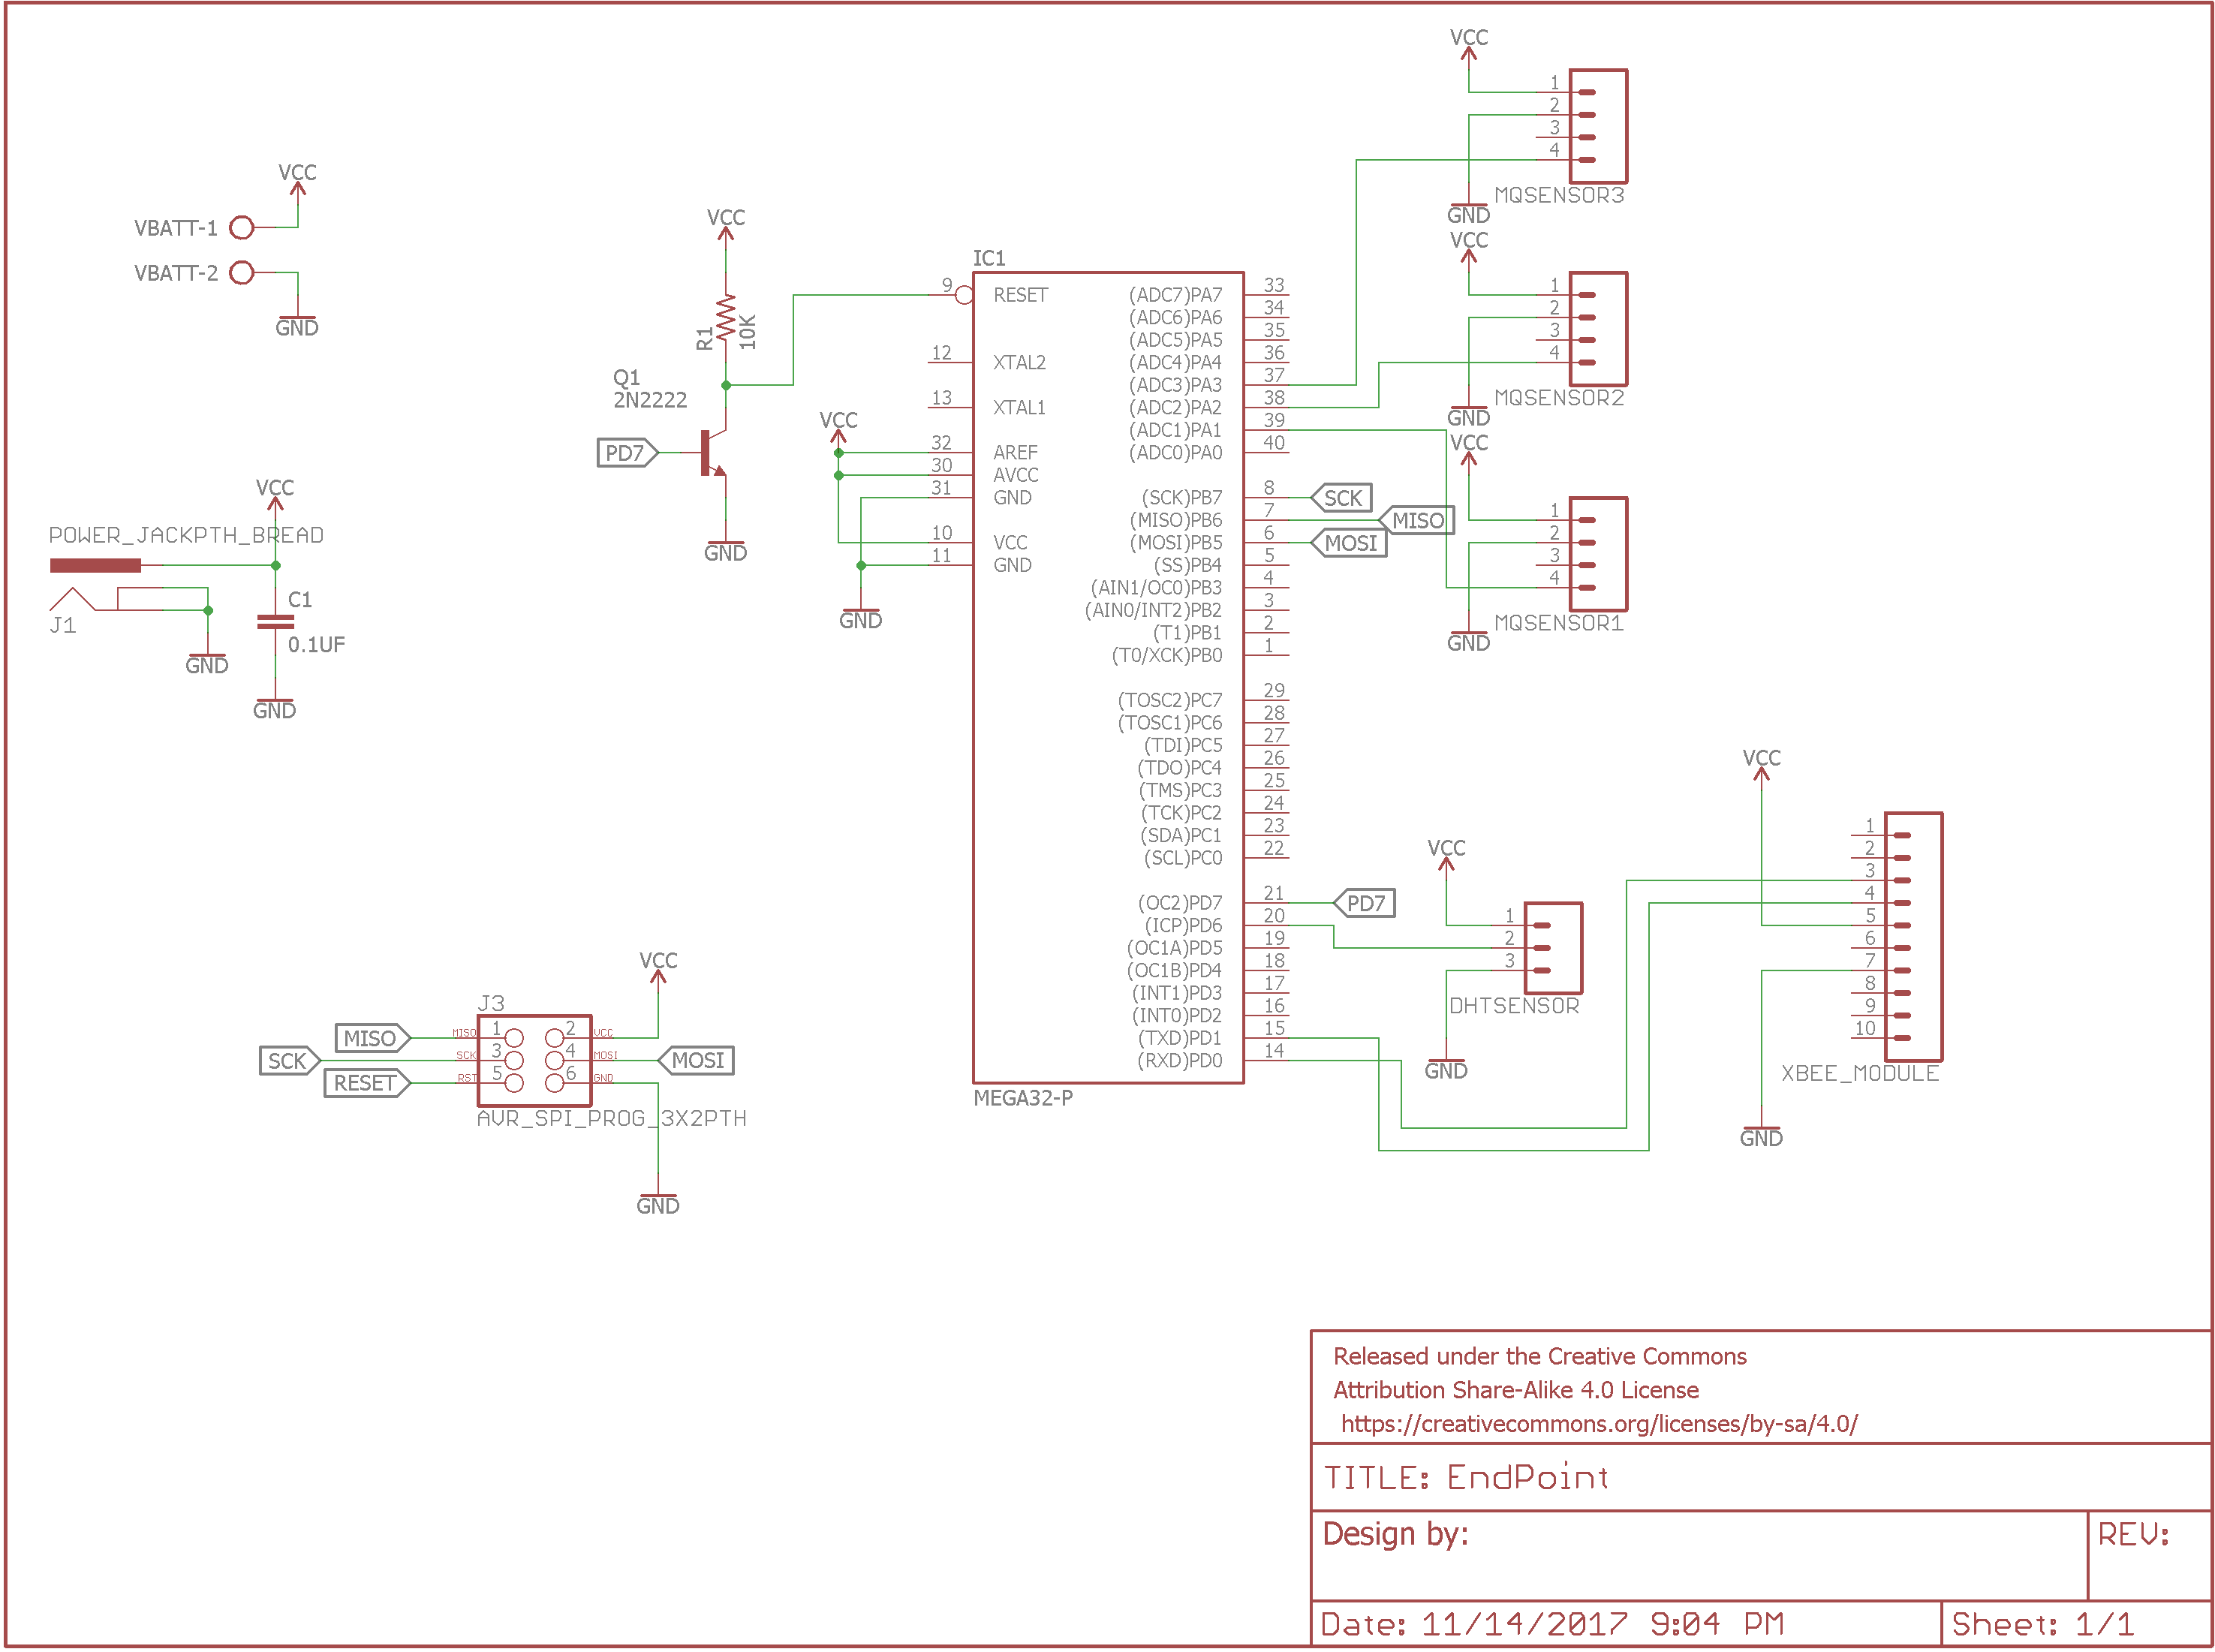 VCC
VBATT-1
VBATT-2
GND
VCC
POWER_JACKPTH_BREAD
J1
GND
C1
0.1UF
GND
VCC
R1
10K
Q1
2N2222
PD7
GND
VCC
GND
IC1
9 RESET
12 XTAL2
13 XTAL1
32 AREF
30 AVCC
31 GND
10 VCC
11 GND
(ADC7)PA7 33
(ADC6)PA6 34
(ADC5)PA5 35
(ADC4)PA4 36
(ADC3)PA3 37
(ADC2)PA2 38
(ADC1)PA1 39
(ADC0)PA0 40
(SCK)PB7 8 SCK
(MISO)PB6 7 MISO
(MOSI)PB5 6 MOSI
(SS)PB4 5
(AIN1/OC0)PB3 4
(AIN0/INT2)PB2 3
(T1)PB1 2
(T0/XCK)PB0 1
(TOSC2)PC7 29
(TOSC1)PC6 28
(TDI)PC5 27
(TDO)PC4 26
(TMS)PC3 25
(TCK)PC2 24
(SDA)PC1 23
(SCL)PC0 22
(OC2)PD7 21 PD7
(ICP)PD6 20
(OC1A)PD5 19
(OC1B)PD4 18
(INT1)PD3 17
(INT0)PD2 16
(TXD)PD1 15
(RXD)PD0 14
MEGA32-P
VCC
1
2
3
4
MQSENSOR3
GND
VCC
1
2
3
4
MQSENSOR2
GND
VCC
1
2
3
4
MQSENSOR1
GND
VCC
1
2
3
DHTSENSOR
GND
VCC
1
2
3
4
5
6
7
8
9
10
XBEE_MODULE
GND
VCC
J3
MISO MISO 1 2 VCC
SCK SCK 3 4 MOSI MOSI
RESET RST 5 6 GND
AVR_SPI_PROG_3X2PTH
GND
Released under the Creative Commons
Attribution Share-Alike 4.0 License
https://creativecommons.org/licenses/by-sa/4.0/
TITLE: EndPoint
Design by:
REV:
Date: 11/14/2017 9:04 PM
Sheet: 1/1